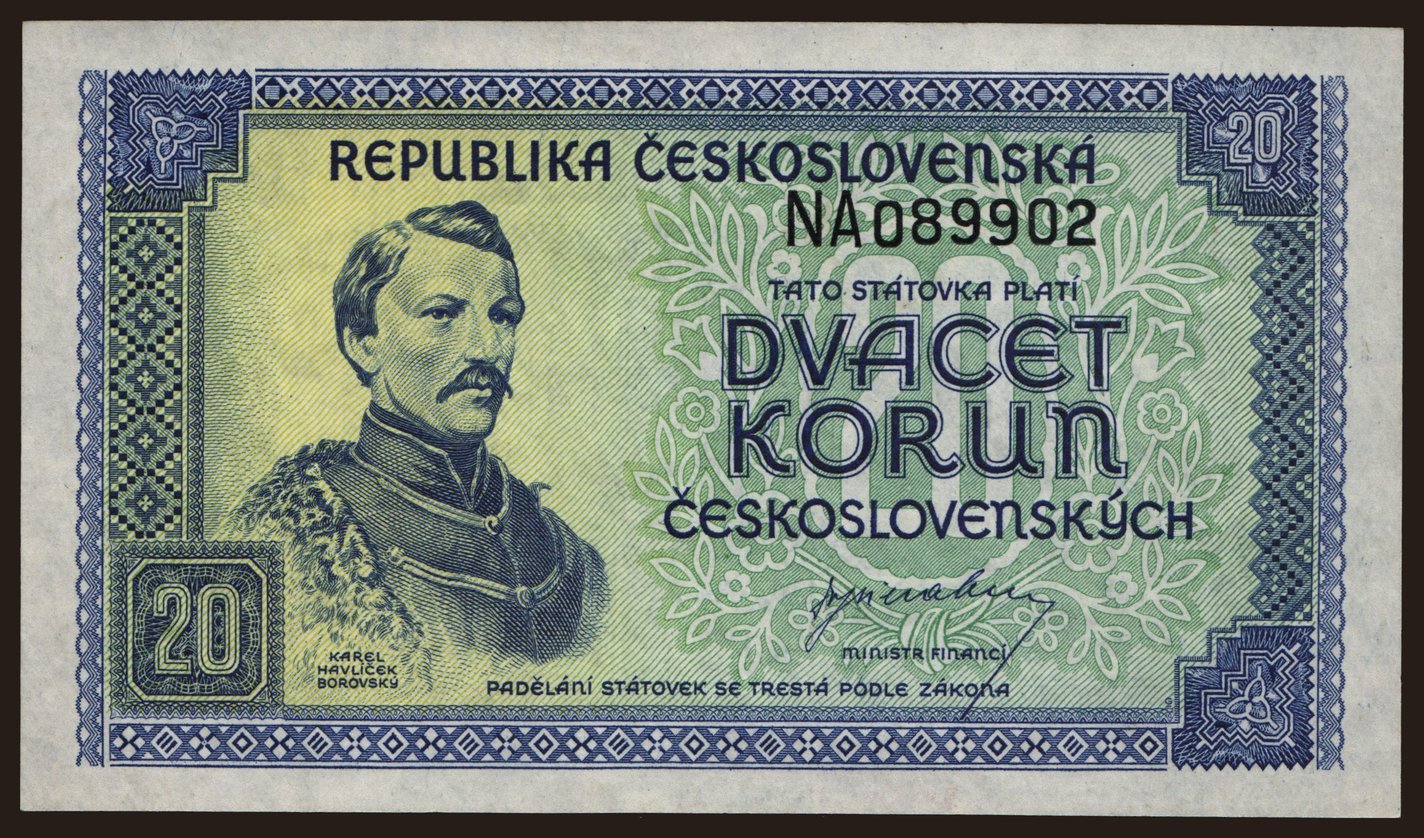 20
REPUBLIKA ČESKOSLOVENSKÁ
NA089902
TATO STÁTOVKA PLATÍ
DVACET
KORUN
ČESKOSLOVENSKÝCH
MINISTR FINANCÍ
20
KAREL
HAVLÍČEK
BOROVSKÝ
PADĚLÁNÍ STÁTOVEK SE TRESTÁ PODLE ZÁKONA